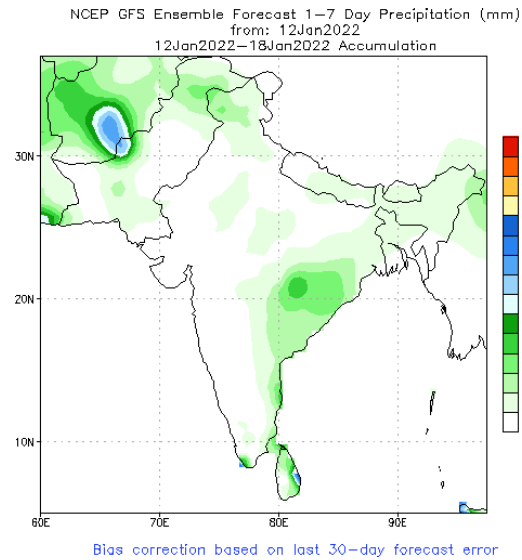 NCEP GFS Ensemble Forecast 1-7 Day Precipitation (mm)
from: 12Jan2022
12Jan2022-18Jan2022 Accumulation
30N
20N
10N
60E 70E 80E 90E
Bias correction based on last 30-day forecast error